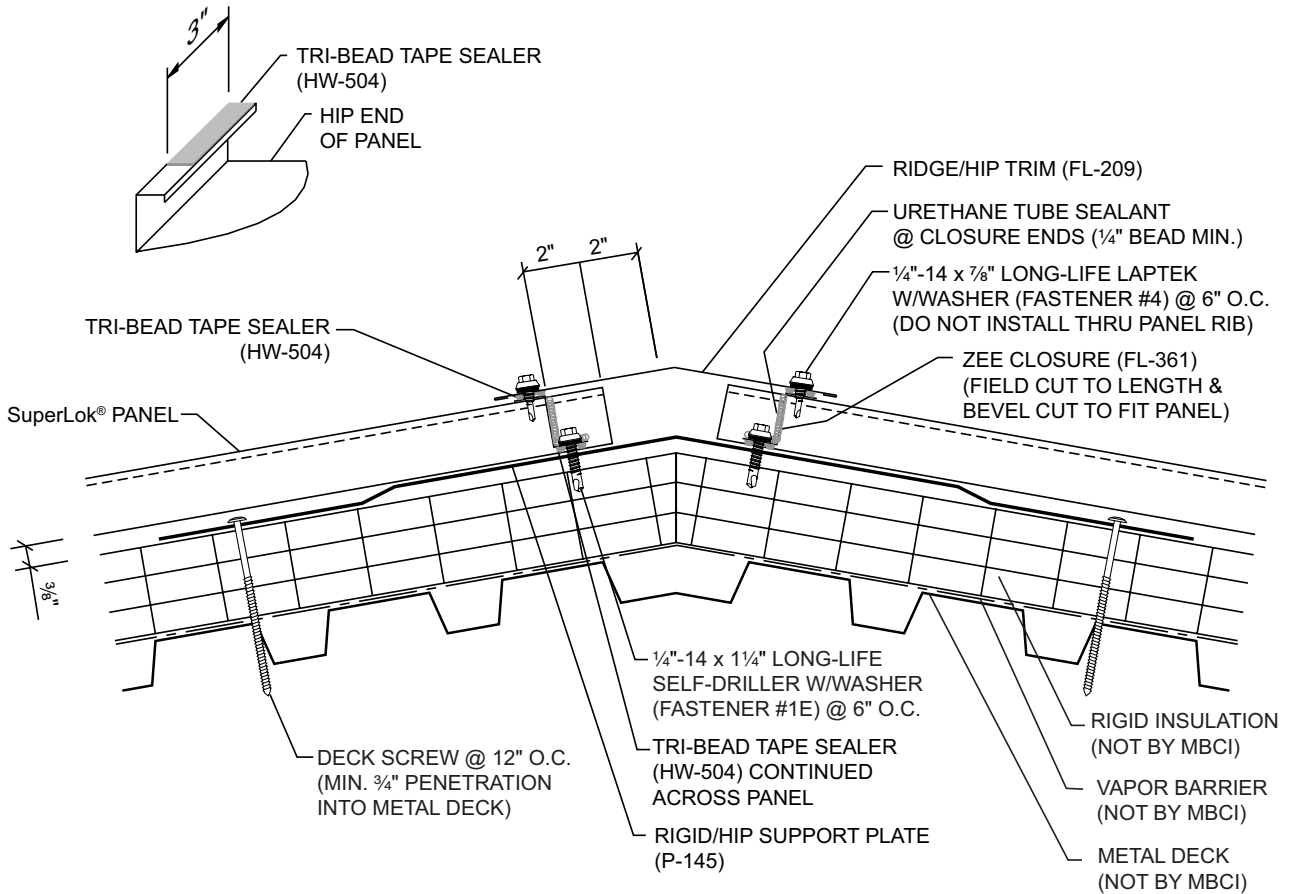 3"
TRI-BEAD TAPE SEALER
(HW-504)
HIP END
OF PANEL
RIDGE/HIP TRIM (FL-209)
URETHANE TUBE SEALANT
@ CLOSURE ENDS (¼" BEAD MIN.)
2"
2"
¼"-14 x ⅞" LONG-LIFE LAPTEK
W/WASHER (FASTENER #4) @ 6" O.C.
(DO NOT INSTALL THRU PANEL RIB)
TRI-BEAD TAPE SEALER
(HW-504)
ZEE CLOSURE (FL-361)
(FIELD CUT TO LENGTH &
BEVEL CUT TO FIT PANEL)
SuperLok® PANEL
⅜"
¼"-14 x 1¼" LONG-LIFE
SELF-DRILLER W/WASHER
(FASTENER #1E) @ 6" O.C.
DECK SCREW @ 12" O.C.
(MIN. ¾" PENETRATION
INTO METAL DECK)
TRI-BEAD TAPE SEALER
(HW-504) CONTINUED
ACROSS PANEL
RIGID/HIP SUPPORT PLATE
(P-145)
RIGID INSULATION
(NOT BY MBCI)
VAPOR BARRIER
(NOT BY MBCI)
METAL DECK
(NOT BY MBCI)